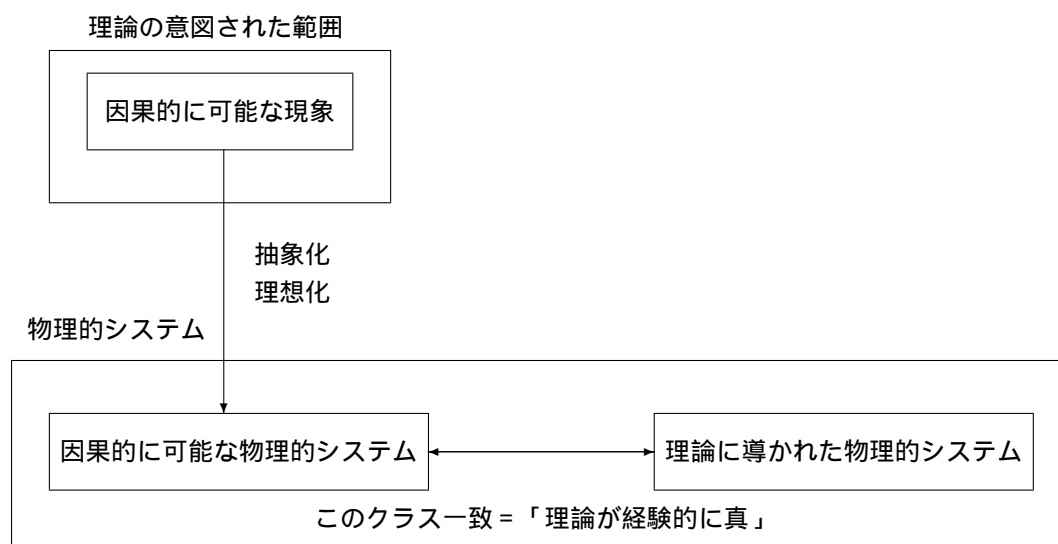 理論の意図された範囲
因果的に可能な現象
抽象化
理想化
物理的システム
因果的に可能な物理的システム
理論に導かれた物理的システム
このクラス一致 = 「理論が経験的に真」